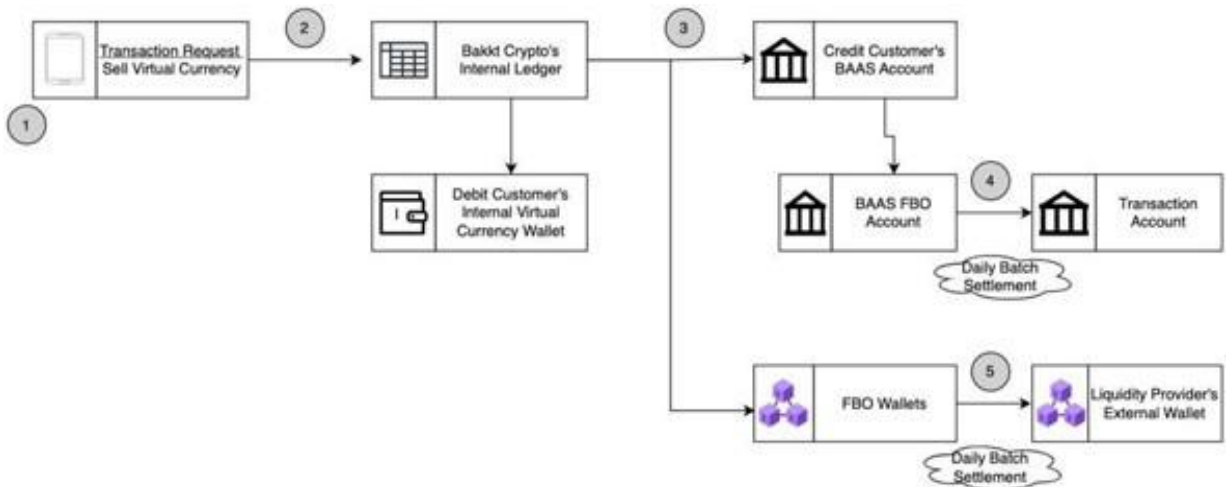 2
3
Transaction Request
Sell Virtual Currency
Bakkt Crypto's
Internal Ledger
Credit Customer's
BAAS Account
1
4
Debit Customer's
Internal Virtual
Currency Wallet
BAAS FBO
Account
Transaction
Account
Daily Batch
Settlement
5
FBO Wallets
Liquidity Provider's
External Wallet
Daily Batch
Settlement